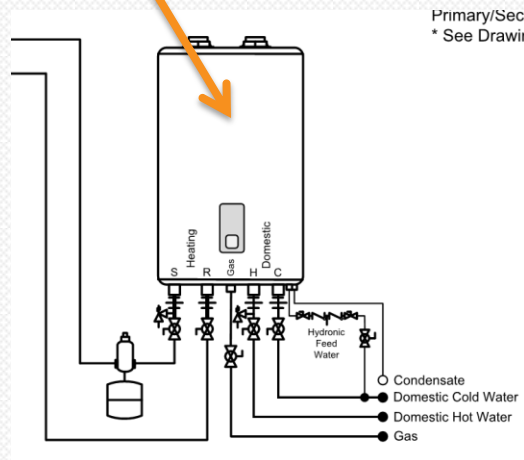 Primary/Sec
* See Drawi
Heating
Domestic
S R Gas H C
Hydronic
Feed
Water
Condensate
Domestic Cold Water
Domestic Hot Water
Gas